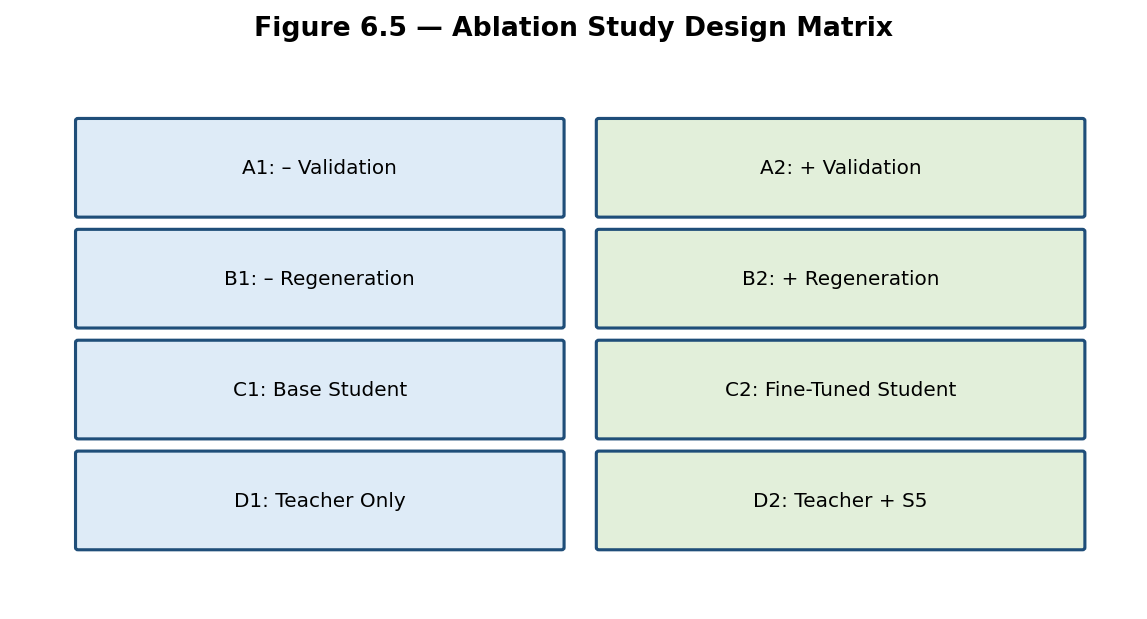 Figure 6.5 — Ablation Study Design Matrix
A1: – Validation
A2: + Validation
B1: – Regeneration
B2: + Regeneration
C1: Base Student
C2: Fine-Tuned Student
D1: Teacher Only
D2: Teacher + S5